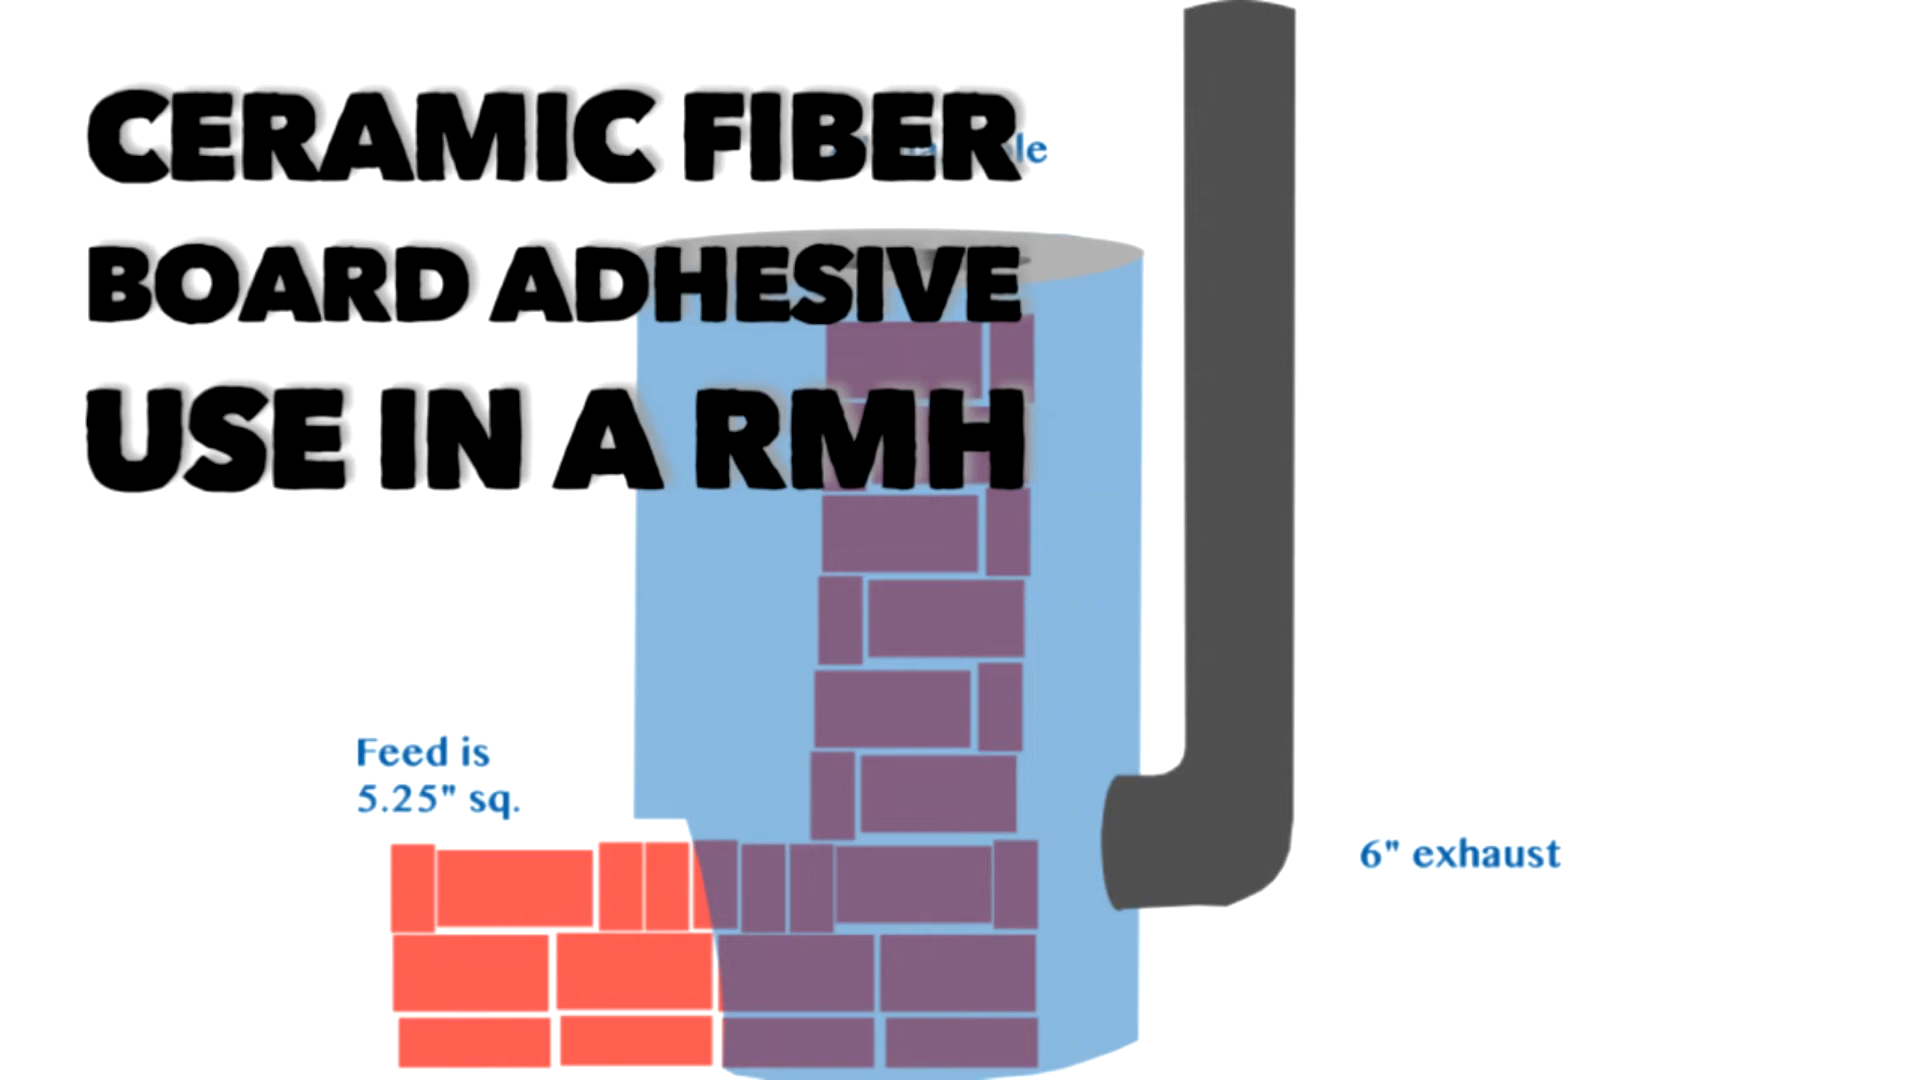 CERAMIC FIBER
BOARD ADHESIVE
USE IN A RMH
Feed is
5.25" sq.
6" exhaust